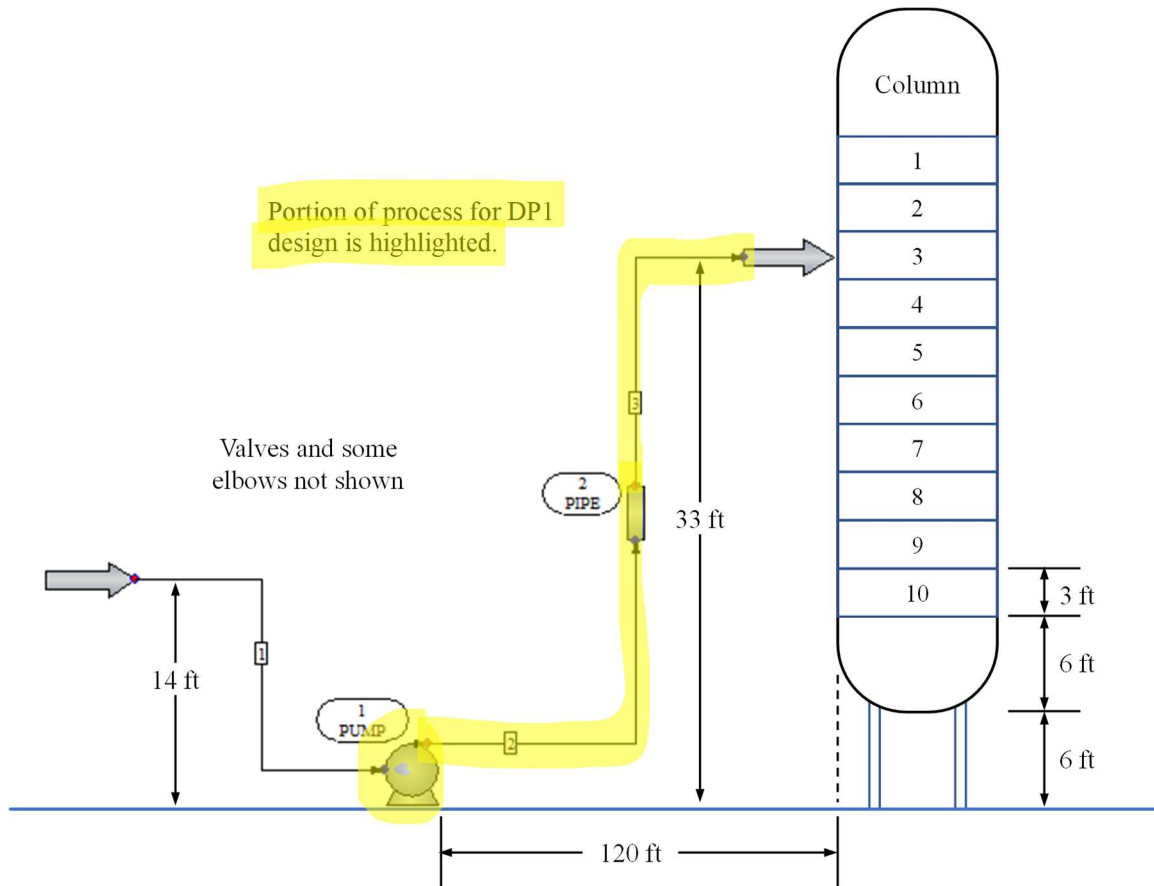 Column
1
2
Portion of process for DP1
design is highlighted.
3
4
5
6
3
7
Valves and some
elbows not shown
2
PIPE
8
33 ft
9
10
3 ft
1
14 ft
6 ft
1
PUMP
2
6 ft
120 ft